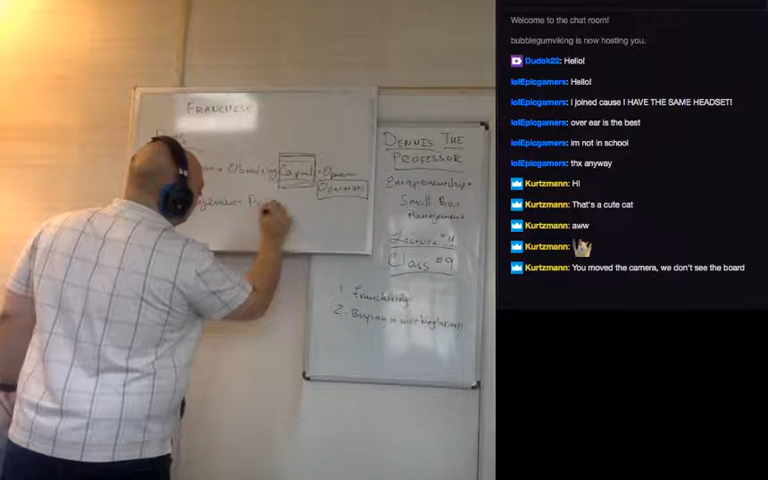 FRANCHISE
Obtaining Capital
DENNIS THE
PROFESSOR
Entrepreneurship +
Small Bus
Management
Lecture #4
Class #9
1. Franchising
2. Buying a working business
Welcome to the chat room!
bubblegumviking is now hosting you.
Dudek22: Hello!
lolEpicgamers: Hello!
lolEpicgamers: I joined cause I HAVE THE SAME HEADSET!
lolEpicgamers: over ear is the best
lolEpicgamers: im not in school
lolEpicgamers: thx anyway
Kurtzmann: Hi
Kurtzmann: That's a cute cat
Kurtzmann: aww
Kurtzmann:
Kurtzmann: You moved the camera, we don't see the board